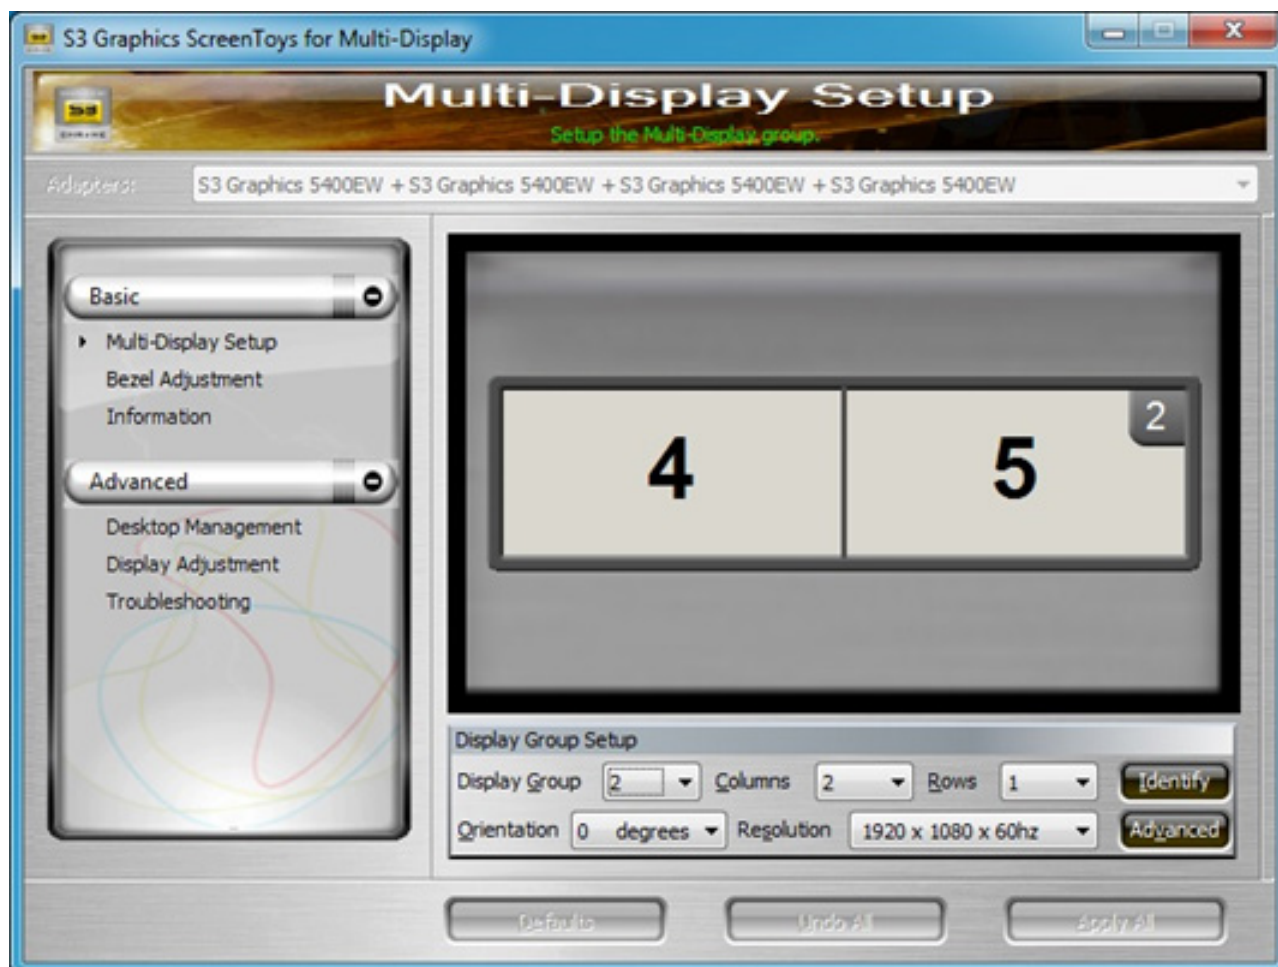 S3 Graphics ScreenToys for Multi-Display
Multi-Display Setup
Setup the Multi-Display group.
S3
CHROME
Adapters: S3 Graphics 5400EW + S3 Graphics 5400EW + S3 Graphics 5400EW + S3 Graphics 5400EW
Basic
Multi-Display Setup
Bezel Adjustment
Information
Advanced
Desktop Management
Display Adjustment
Troubleshooting
4 5 2
Display Group Setup
Display Group 2 Columns 2 Rows 1 Identify
Orientation 0 degrees Resolution 1920 x 1080 x 60hz Advanced
Defaults Undo All Apply All